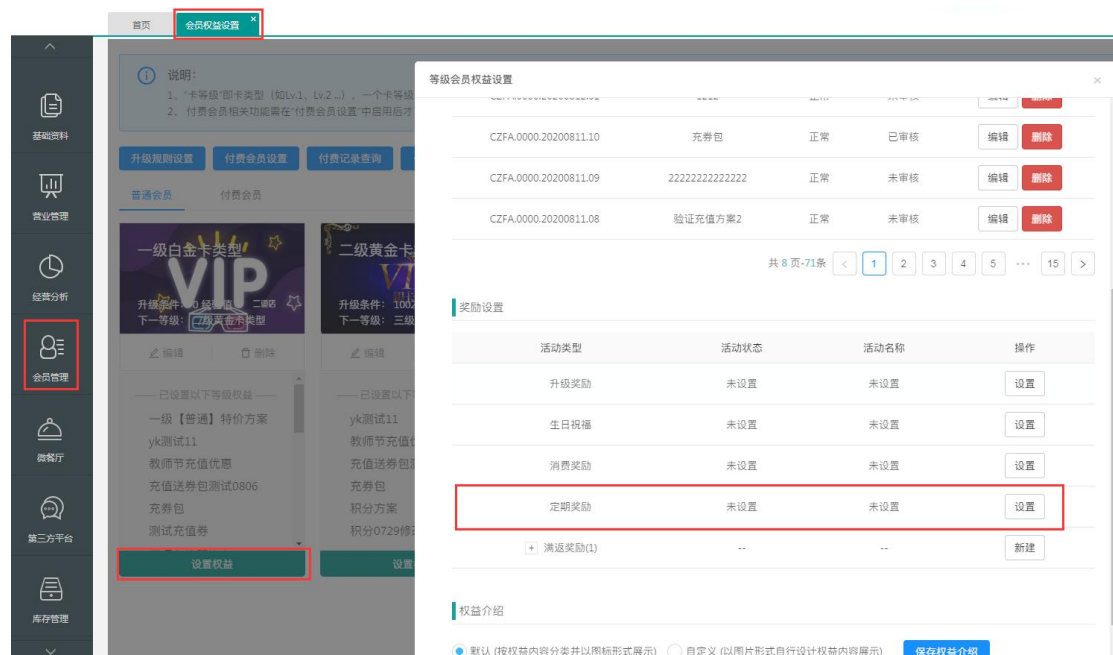 首页 会员权益设置 ×
基础资料
营业管理
经营分析
会员管理
微餐厅
第三方平台
库存管理
说明：
1、"卡等级"即卡类型（如Lv.1、Lv.2 ...），一个卡等级
2、付费会员相关功能需在"付费会员设置"中启用后才
升级规则设置 付费会员设置 付费记录查询
普通会员 付费会员
一级白金卡类型
VIP
升级条件： 0 经验值 二颂店
下一等级： 二级黄金卡类型
编辑 删除
—— 已设置以下等级权益 ——
一级【普通】特价方案
yk测试11
教师节充值优惠
充值送券包测试0806
充券包
测试充值券
设置权益
二级黄金卡
升级条件： 100
下一等级： 三级
编辑
—— 已设置以下
yk测试11
教师节充值
充值送券包
充券包
积分方案
积分0729修
设置
等级会员权益设置 ×
CZFA.0000.20200811.10 充券包 正常 已审核 编辑 删除
CZFA.0000.20200811.09 22222222222222 正常 未审核 编辑 删除
CZFA.0000.20200811.08 验证充值方案2 正常 未审核 编辑 删除
共 8 页-71条 < 1 2 3 4 5 ··· 15 >
奖励设置
活动类型 活动状态 活动名称 操作
升级奖励 未设置 未设置 设置
生日祝福 未设置 未设置 设置
消费奖励 未设置 未设置 设置
定期奖励 未设置 未设置 设置
+ 满返奖励(1) -- -- 新建
权益介绍
默认 (按权益内容分类并以图标形式展示) 自定义 (以图片形式自行设计权益内容展示) 保存权益介绍